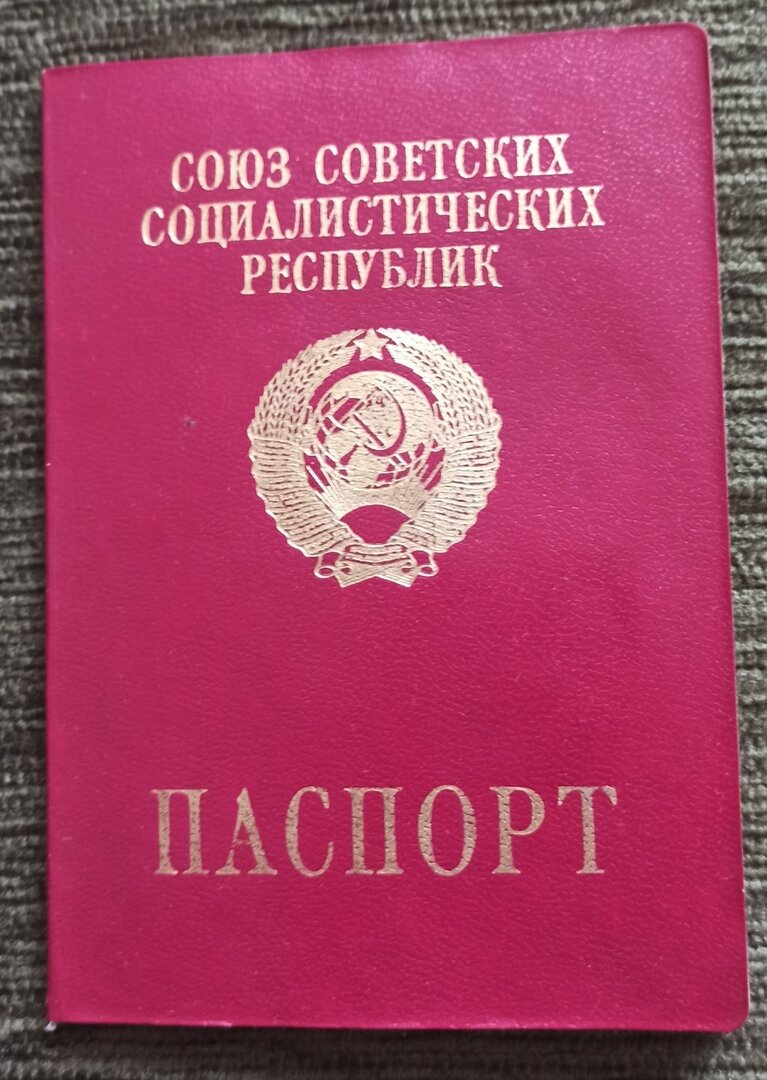 СОЮЗ СОВЕТСКИХ
СОЦИАЛИСТИЧЕСКИХ
РЕСПУБЛИК
ПАСПОРТ